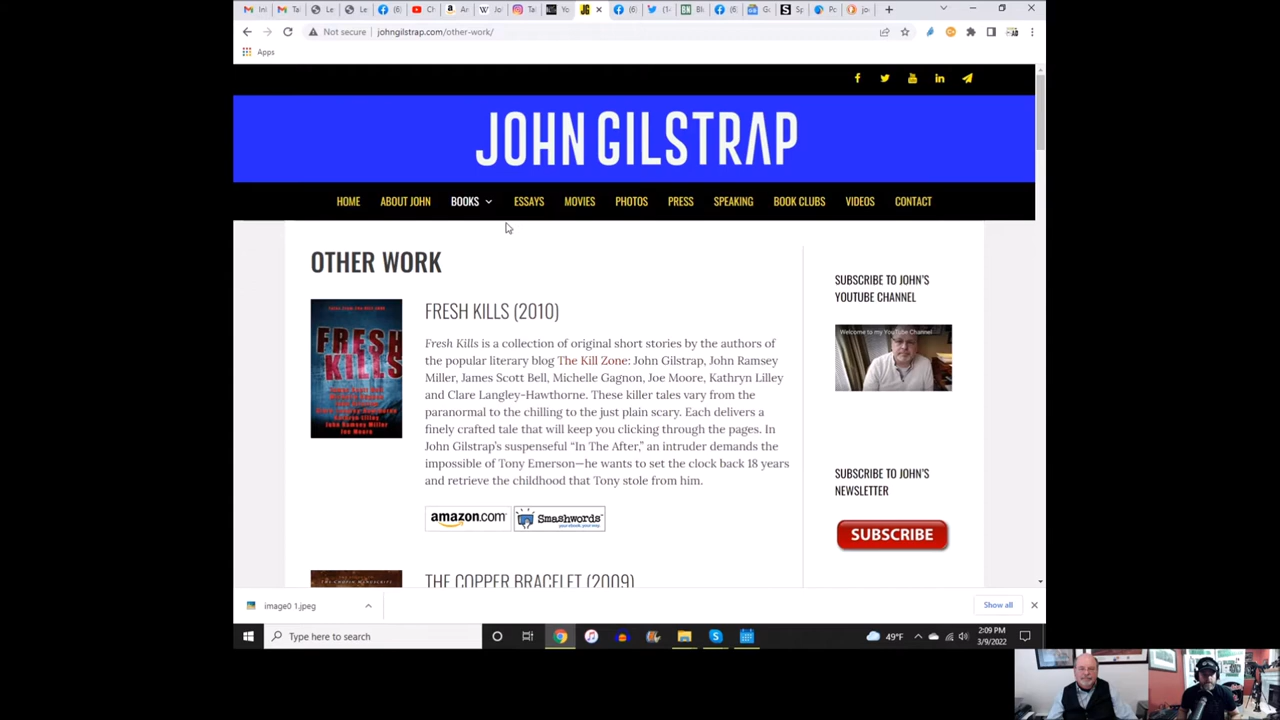 Not secure
johngilstrap.com/other-work/
Apps
JOHN GILSTRAP
HOME
ABOUT JOHN
BOOKS
ESSAYS
MOVIES
PHOTOS
PRESS
SPEAKING
BOOK CLUBS
VIDEOS
CONTACT
OTHER WORK
FRESH KILLS
FRESH KILLS (2010)
Fresh Kills is a collection of original short stories by the authors of
the popular literary blog The Kill Zone: John Gilstrap, John Ramsey
Miller, James Scott Bell, Michelle Gagnon, Joe Moore, Kathryn Lilley
and Clare Langley-Hawthorne. These killer tales vary from the
paranormal to the chilling to the just plain scary. Each delivers a
finely crafted tale that will keep you clicking through the pages. In
John Gilstrap's suspenseful “In The After,” an intruder demands the
impossible of Tony Emerson—he wants to set the clock back 18 years
and retrieve the childhood that Tony stole from him.
amazon.com
Smashwords
THE COPPER BRACELET (2009)
SUBSCRIBE TO JOHN'S
YOUTUBE CHANNEL
Welcome to my YouTube Channel
SUBSCRIBE TO JOHN'S
NEWSLETTER
SUBSCRIBE
image0 1.jpeg
Show all
Type here to search
49°F
2:09 PM
3/9/2022